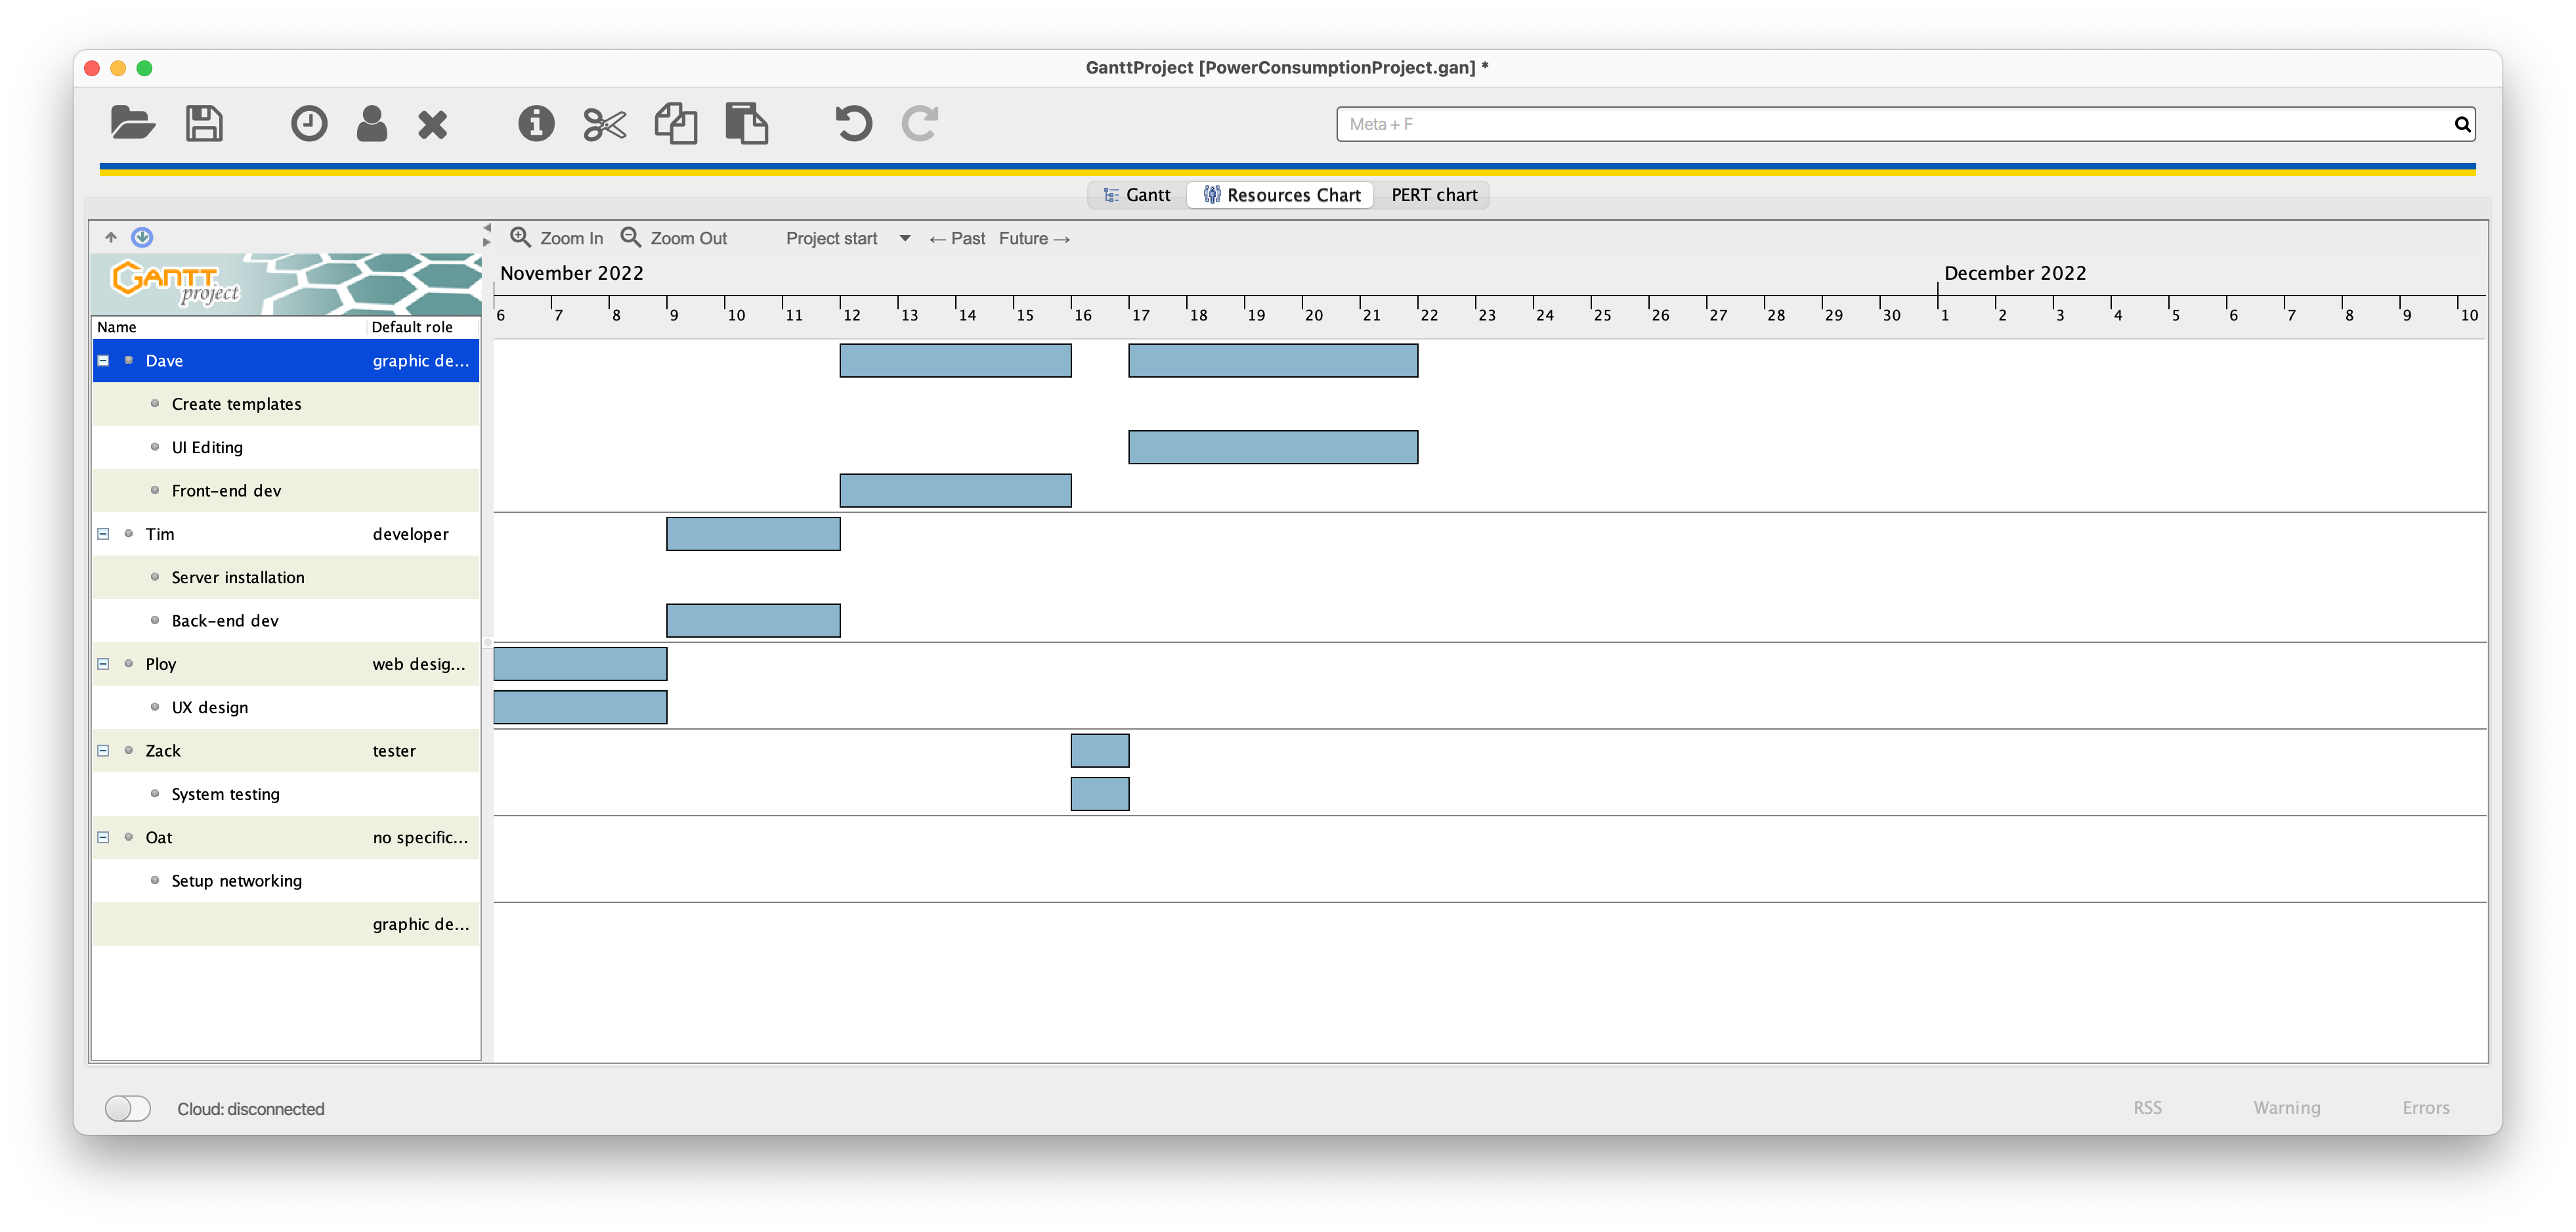 GanttProject [PowerConsumptionProject.gan] *
Meta + F
Gantt
Resources Chart
PERT chart
Zoom In
Zoom Out
Project start
← Past
Future →
GANTT
project
November 2022
December 2022
6 7 8 9 10 11 12 13 14 15 16 17 18 19 20 21 22 23 24 25 26 27 28 29 30 1 2 3 4 5 6 7 8 9 10
Name Default role
Dave graphic de...
Create templates
UI Editing
Front-end dev
Tim developer
Server installation
Back-end dev
Ploy web desig...
UX design
Zack tester
System testing
Oat no specific...
Setup networking
graphic de...
Cloud: disconnected
RSS
Warning
Errors